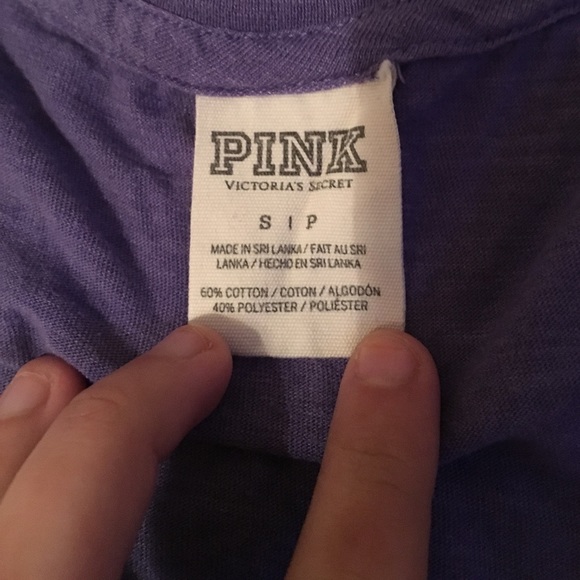 PINK
VICTORIA'S SECRET
S | P
MADE IN SRI LANKA / FAIT AU SRI
LANKA / HECHO EN SRI LANKA
60% COTTON / COTON / ALGODÓN
40% POLYESTER / POLIÉSTER